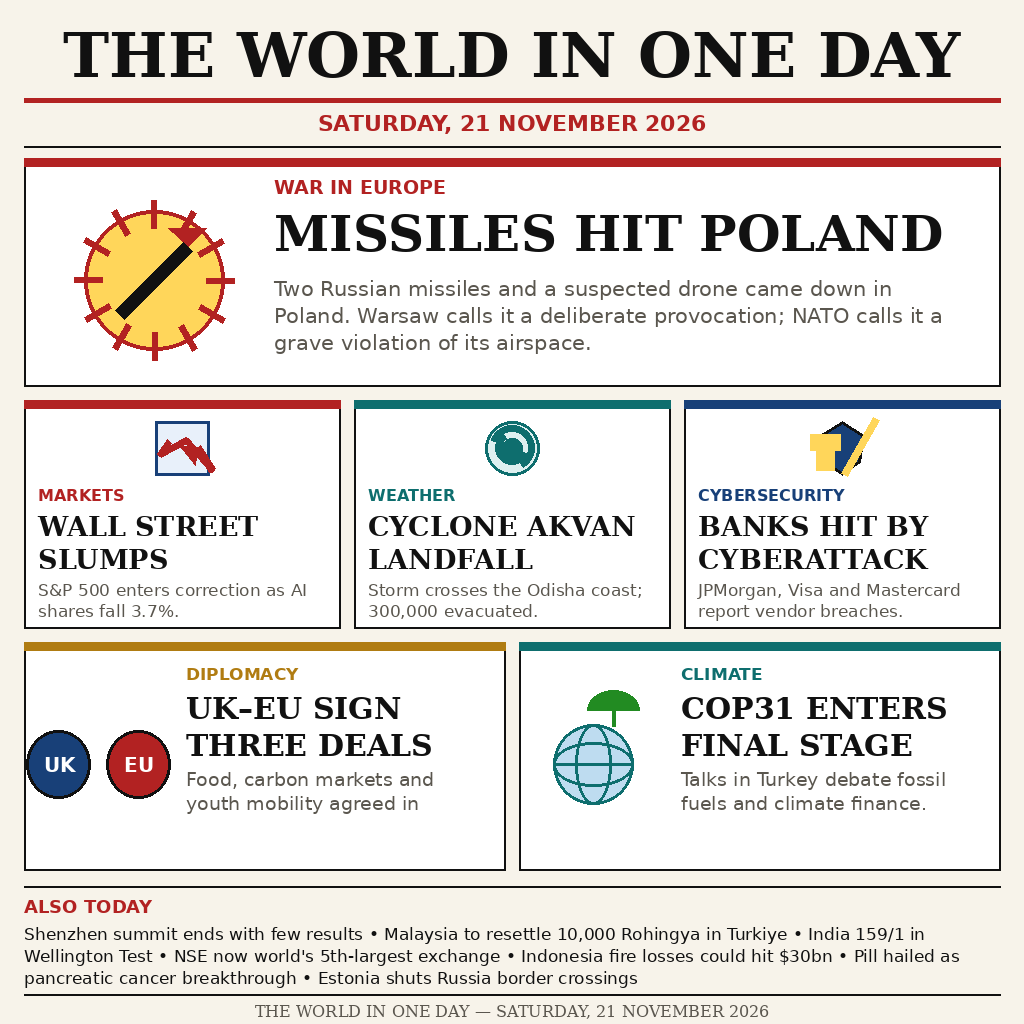 THE WORLD IN ONE DAY
SATURDAY, 21 NOVEMBER 2026
WAR IN EUROPE
MISSILES HIT POLAND
Two Russian missiles and a suspected drone came down in
Poland. Warsaw calls it a deliberate provocation; NATO calls it a
grave violation of its airspace.
MARKETS
WALL STREET
SLUMPS
S&P 500 enters correction as AI
shares fall 3.7%.
WEATHER
CYCLONE AKVAN
LANDFALL
Storm crosses the Odisha coast;
300,000 evacuated.
CYBERSECURITY
BANKS HIT BY
CYBERATTACK
JPMorgan, Visa and Mastercard
report vendor breaches.
UK
EU
DIPLOMACY
UK–EU SIGN
THREE DEALS
Food, carbon markets and
youth mobility agreed in
CLIMATE
COP31 ENTERS
FINAL STAGE
Talks in Turkey debate fossil
fuels and climate finance.
ALSO TODAY
Shenzhen summit ends with few results • Malaysia to resettle 10,000 Rohingya in Turkiye • India 159/1 in
Wellington Test • NSE now world's 5th-largest exchange • Indonesia fire losses could hit $30bn • Pill hailed as
pancreatic cancer breakthrough • Estonia shuts Russia border crossings
THE WORLD IN ONE DAY — SATURDAY, 21 NOVEMBER 2026